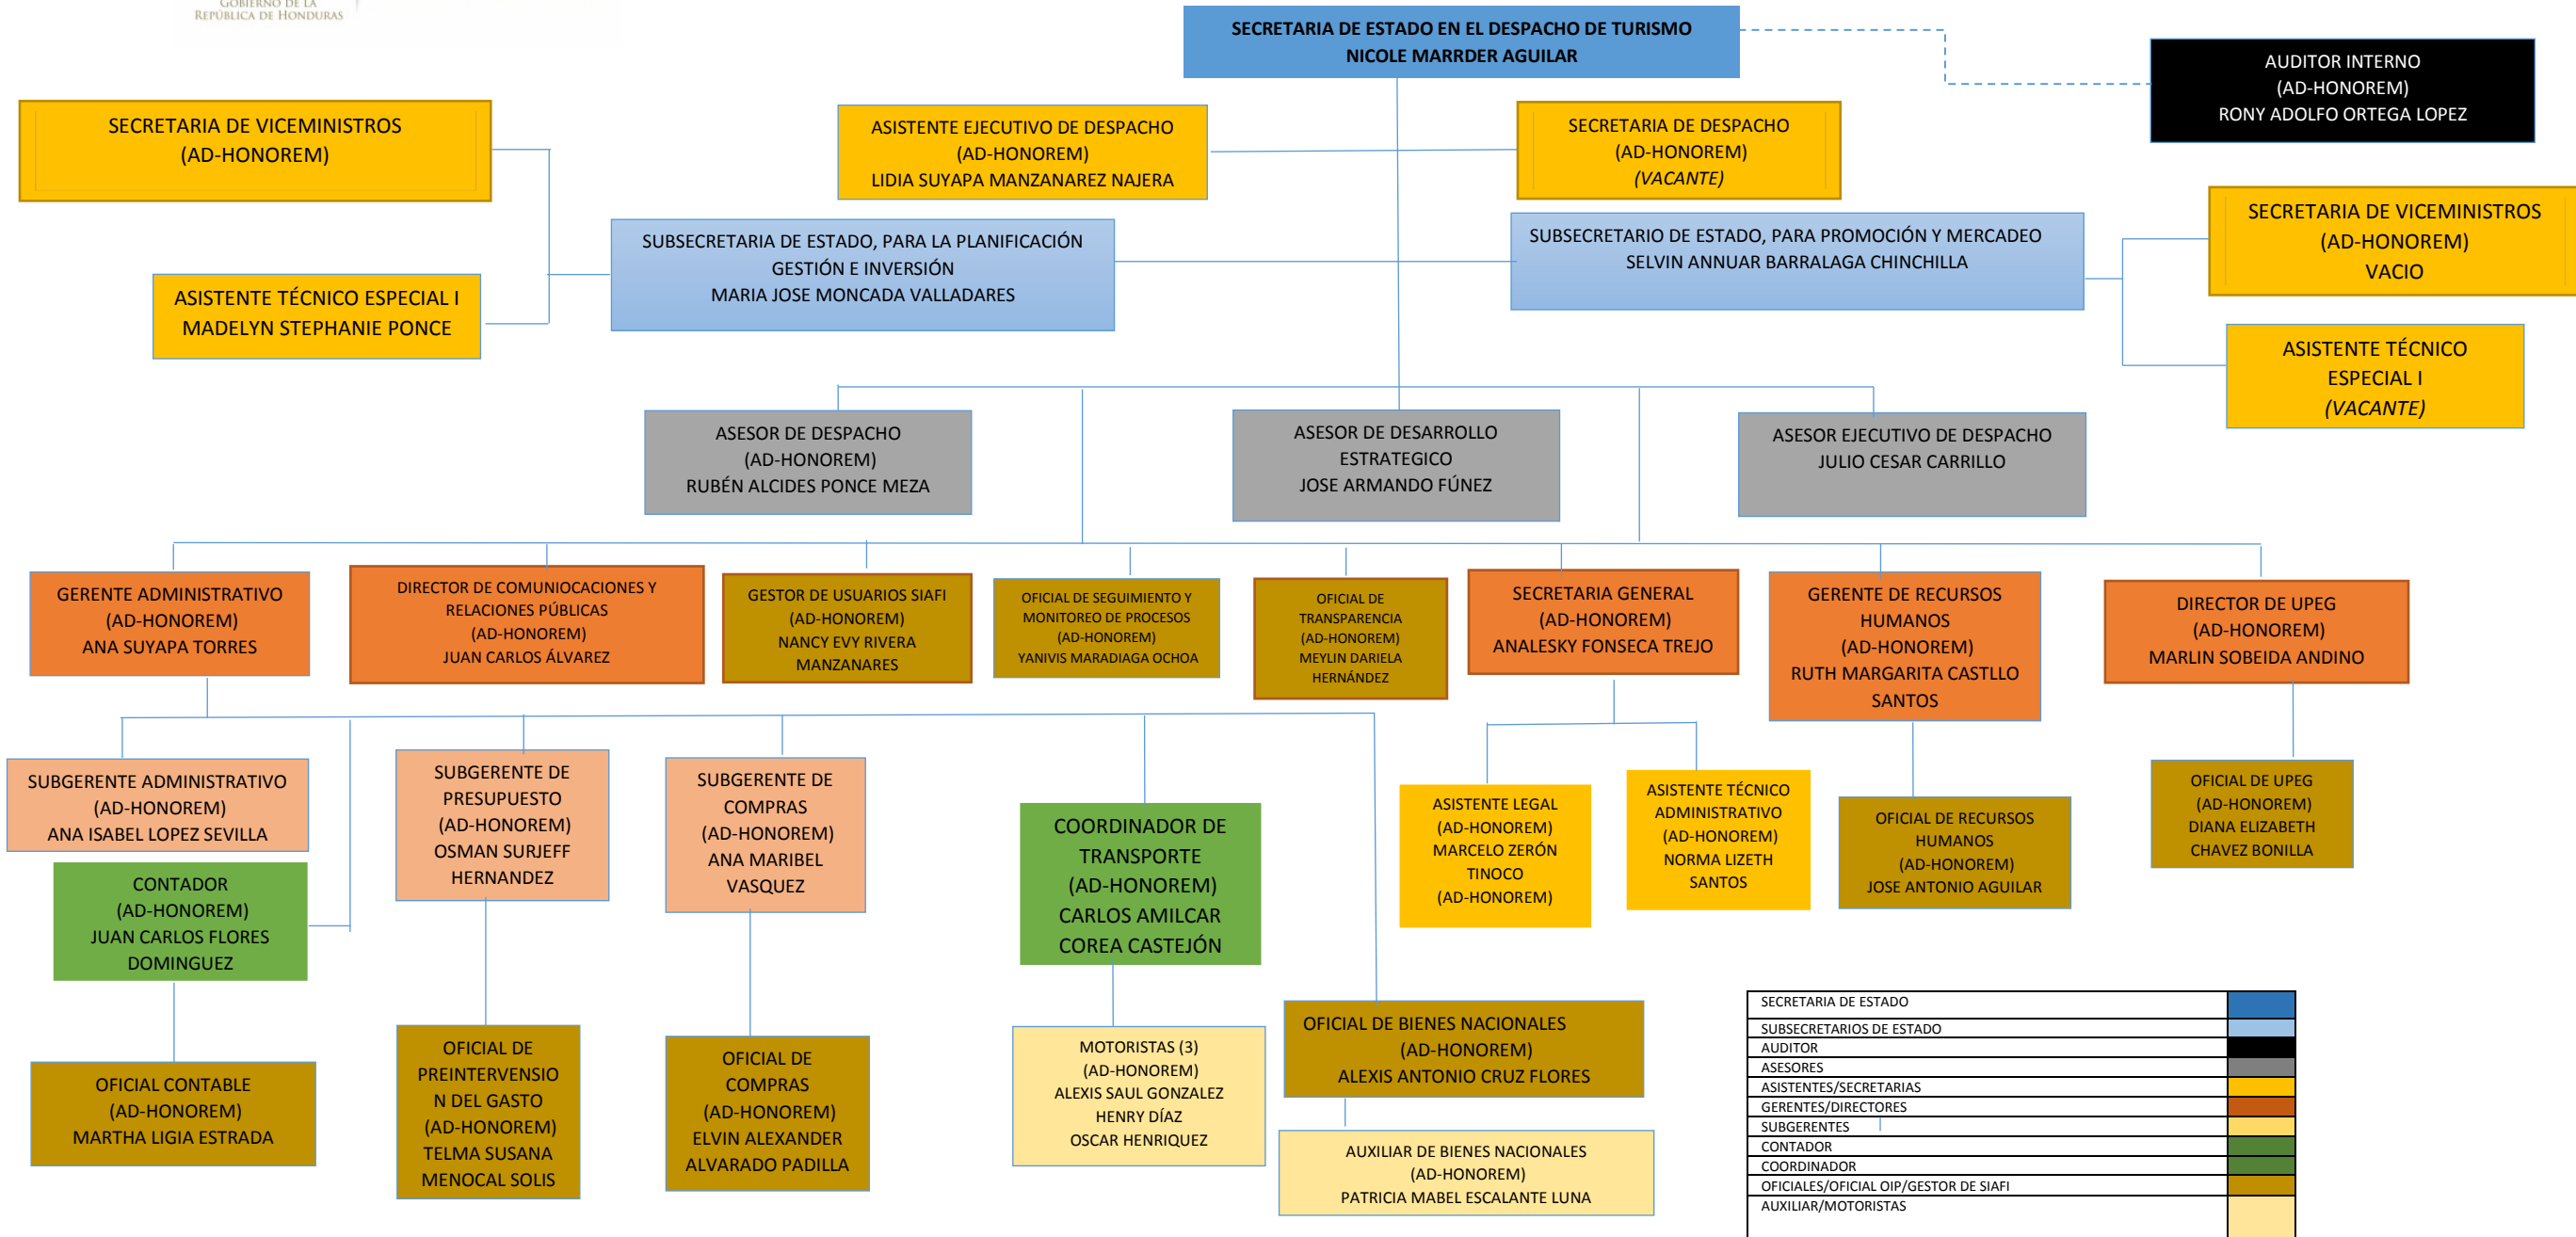 GOBIERNO DE LA
REPÚBLICA DE HONDURAS
SECRETARIA DE ESTADO EN EL DESPACHO DE TURISMO
NICOLE MARRDER AGUILAR
AUDITOR INTERNO
(AD-HONOREM)
RONY ADOLFO ORTEGA LOPEZ
SECRETARIA DE VICEMINISTROS
(AD-HONOREM)
ASISTENTE EJECUTIVO DE DESPACHO
(AD-HONOREM)
LIDIA SUYAPA MANZANAREZ NAJERA
SECRETARIA DE DESPACHO
(AD-HONOREM)
(VACANTE)
SECRETARIA DE VICEMINISTROS
(AD-HONOREM)
VACIO
SUBSECRETARIA DE ESTADO, PARA LA PLANIFICACIÓN
GESTIÓN E INVERSIÓN
MARIA JOSE MONCADA VALLADARES
SUBSECRETARIO DE ESTADO, PARA PROMOCIÓN Y MERCADEO
SELVIN ANNUAR BARRALAGA CHINCHILLA
ASISTENTE TÉCNICO ESPECIAL I
MADELYN STEPHANIE PONCE
ASISTENTE TÉCNICO
ESPECIAL I
(VACANTE)
ASESOR DE DESPACHO
(AD-HONOREM)
RUBÉN ALCIDES PONCE MEZA
ASESOR DE DESARROLLO
ESTRATEGICO
JOSE ARMANDO FÚNEZ
ASESOR EJECUTIVO DE DESPACHO
JULIO CESAR CARRILLO
GERENTE ADMINISTRATIVO
(AD-HONOREM)
ANA SUYAPA TORRES
DIRECTOR DE COMUNIOCACIONES Y
RELACIONES PÚBLICAS
(AD-HONOREM)
JUAN CARLOS ÁLVAREZ
GESTOR DE USUARIOS SIAFI
(AD-HONOREM)
NANCY EVY RIVERA
MANZANARES
OFICIAL DE SEGUIMIENTO Y
MONITOREO DE PROCESOS
(AD-HONOREM)
YANIVIS MARADIAGA OCHOA
OFICIAL DE
TRANSPARENCIA
(AD-HONOREM)
MEYLIN DARIELA
HERNÁNDEZ
SECRETARIA GENERAL
(AD-HONOREM)
ANALESKY FONSECA TREJO
GERENTE DE RECURSOS
HUMANOS
(AD-HONOREM)
RUTH MARGARITA CASTLLO
SANTOS
DIRECTOR DE UPEG
(AD-HONOREM)
MARLIN SOBEIDA ANDINO
SUBGERENTE ADMINISTRATIVO
(AD-HONOREM)
ANA ISABEL LOPEZ SEVILLA
SUBGERENTE DE
PRESUPUESTO
(AD-HONOREM)
OSMAN SURJEFF
HERNANDEZ
SUBGERENTE DE
COMPRAS
(AD-HONOREM)
ANA MARIBEL
VASQUEZ
COORDINADOR DE
TRANSPORTE
(AD-HONOREM)
CARLOS AMILCAR
COREA CASTEJÓN
ASISTENTE LEGAL
(AD-HONOREM)
MARCELO ZERÓN
TINOCO
(AD-HONOREM)
ASISTENTE TÉCNICO
ADMINISTRATIVO
(AD-HONOREM)
NORMA LIZETH
SANTOS
OFICIAL DE RECURSOS
HUMANOS
(AD-HONOREM)
JOSE ANTONIO AGUILAR
OFICIAL DE UPEG
(AD-HONOREM)
DIANA ELIZABETH
CHAVEZ BONILLA
CONTADOR
(AD-HONOREM)
JUAN CARLOS FLORES
DOMINGUEZ
OFICIAL CONTABLE
(AD-HONOREM)
MARTHA LIGIA ESTRADA
OFICIAL DE
PREINTERVENSIO
N DEL GASTO
(AD-HONOREM)
TELMA SUSANA
MENOCAL SOLIS
OFICIAL DE
COMPRAS
(AD-HONOREM)
ELVIN ALEXANDER
ALVARADO PADILLA
MOTORISTAS (3)
(AD-HONOREM)
ALEXIS SAUL GONZALEZ
HENRY DÍAZ
OSCAR HENRIQUEZ
OFICIAL DE BIENES NACIONALES
(AD-HONOREM)
ALEXIS ANTONIO CRUZ FLORES
AUXILIAR DE BIENES NACIONALES
(AD-HONOREM)
PATRICIA MABEL ESCALANTE LUNA
SECRETARIA DE ESTADO
SUBSECRETARIOS DE ESTADO
AUDITOR
ASESORES
ASISTENTES/SECRETARIAS
GERENTES/DIRECTORES
SUBGERENTES
CONTADOR
COORDINADOR
OFICIALES/OFICIAL OIP/GESTOR DE SIAFI
AUXILIAR/MOTORISTAS